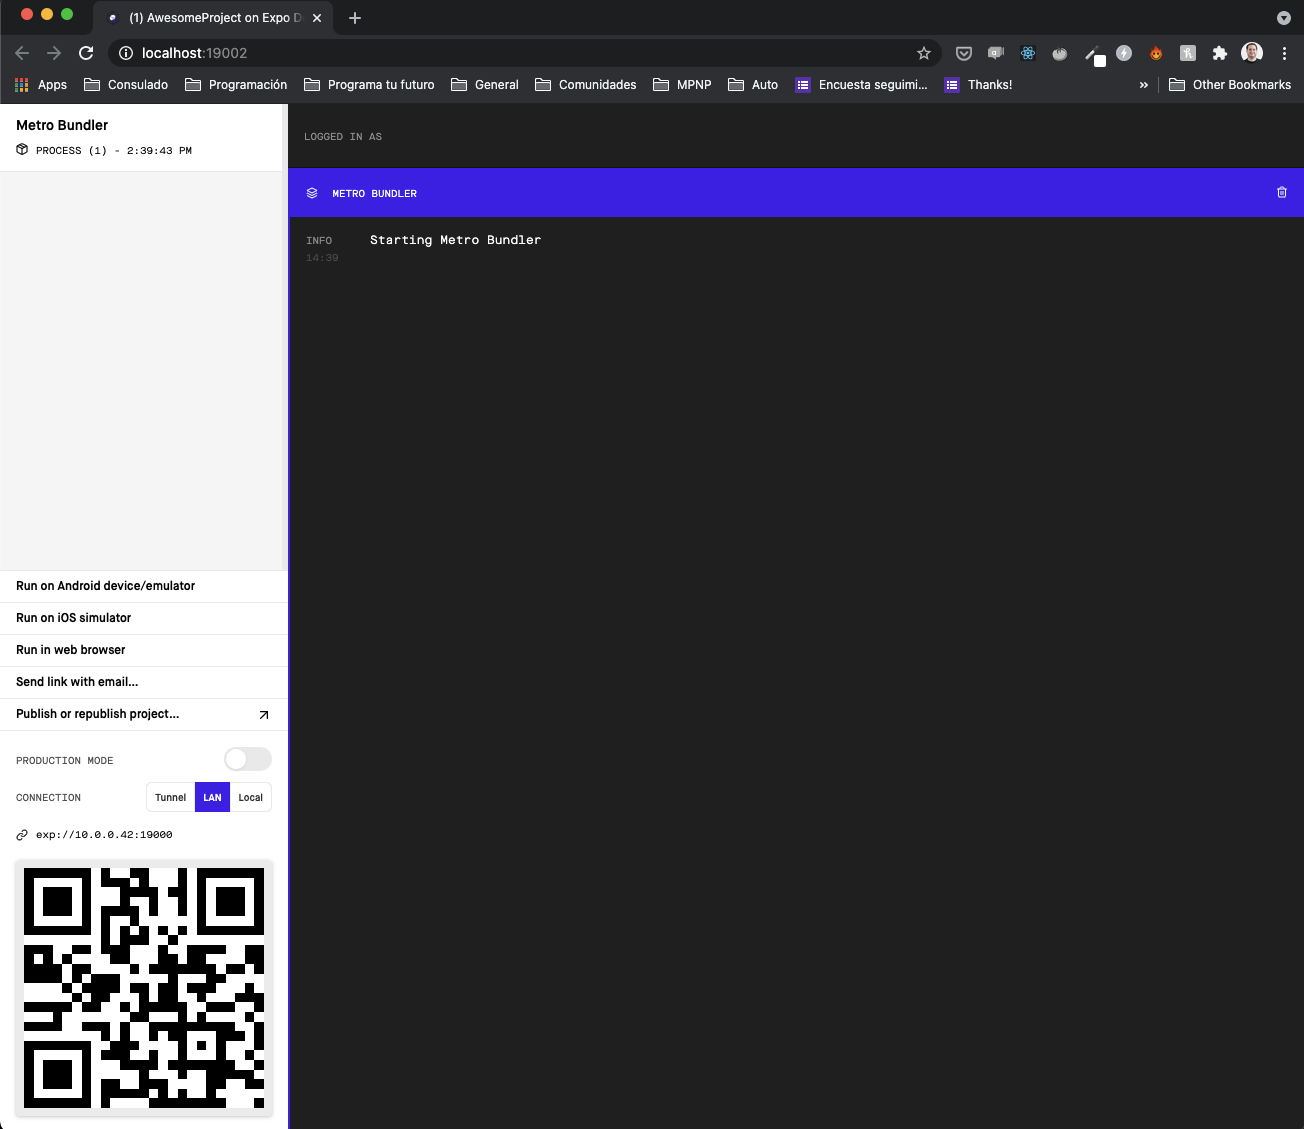 (1) AwesomeProject on Expo D
localhost:19002
Apps
Consulado
Programación
Programa tu futuro
General
Comunidades
MPNP
Auto
Encuesta seguimi...
Thanks!
»
Other Bookmarks
Metro Bundler
PROCESS (1) - 2:39:43 PM
LOGGED IN AS
METRO BUNDLER
INFO
Starting Metro Bundler
14:39
Run on Android device/emulator
Run on iOS simulator
Run in web browser
Send link with email...
Publish or republish project...
PRODUCTION MODE
CONNECTION
Tunnel
LAN
Local
exp://10.0.0.42:19000